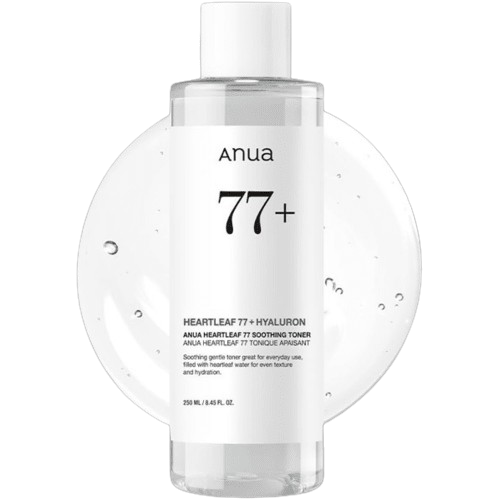 Anua
77+
HEARTLEAF 77 + HYALURON
ANUA HEARTLEAF 77 SOOTHING TONER
ANUA HEARTLEAF 77 TONIQUE APAISANT
Soothing gentle toner great for everyday use,
filled with heartleaf water for even texture
and hydration.
250 ML / 8.45 FL. OZ.